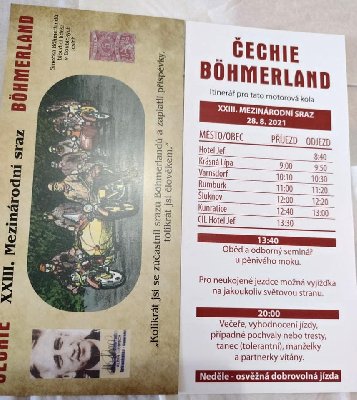 ČECHIE
BÖHMERLAND
Itinerář pro tato motorová kola
XXIII. MEZINÁRODNÍ SRAZ
28. 8. 2021
MĚSTO/OBEC PŘÍJEZD ODJEZD
Hotel Jef 8:40
Krásná Lípa 9:00 9:50
Varnsdorf 10:10 10:30
Rumburk 11:00 11:20
Šluknov 12:00 12:20
Kunratice 12:40 13:00
Cíl Hotel Jef 13:30
13:40
Oběd a odborný seminář
u pěnivého moku.
Pro neukojené jezdce možná vyjížďka
na jakoukoliv světovou stranu.
20:00
Večeře, vyhodnocení jízdy,
případné pochvaly nebo tresty,
tanec (tolerantní), manželky
a partnerky vítány.
Neděle - osvěžná dobrovolná jízda
ČECHIE XXIII. Mezinárodní sraz BÖHMERLAND
„Kolikrát jsi se zúčastnil srazu Böhmerlandů a zaplatil příspěvky,
tolikrát jsi člověkem."